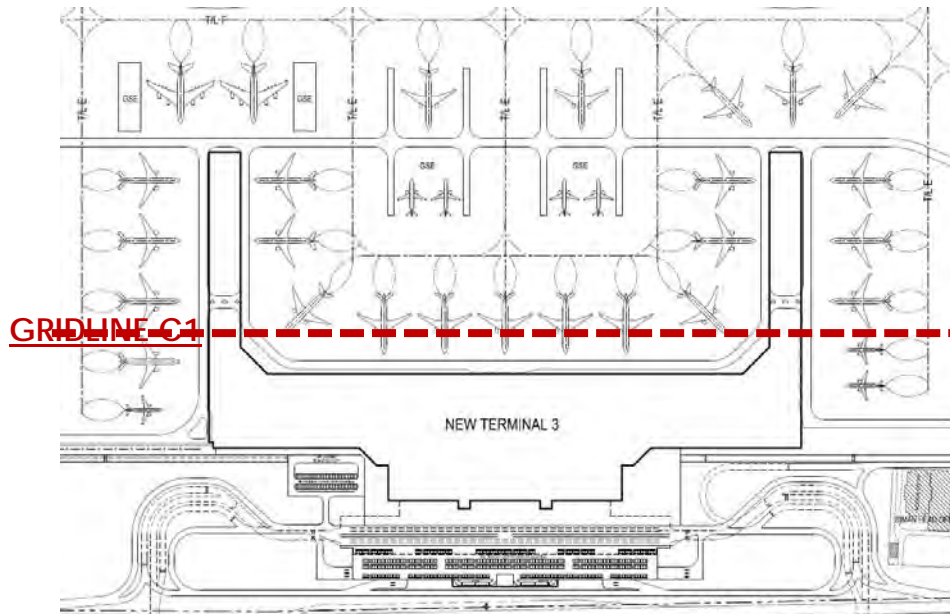 T/L F
GSE
GSE
T/L E
T/L E
T/L E
T/L E
GSE
GSE
GRIDLINE C1
NEW TERMINAL 3